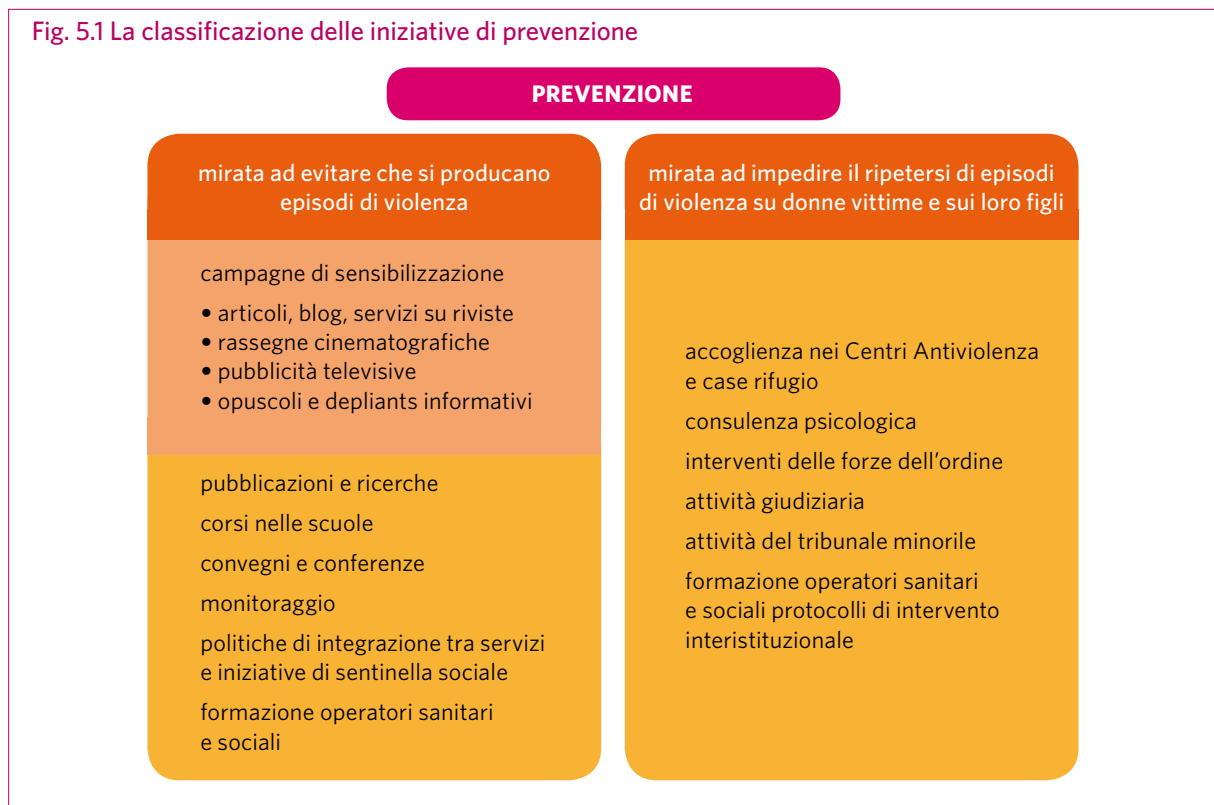 Fig. 5.1 La classificazione delle iniziative di prevenzione
PREVENZIONE
mirata ad evitare che si producano
episodi di violenza
campagne di sensibilizzazione
• articoli, blog, servizi su riviste
• rassegne cinematografiche
• pubblicità televisive
• opuscoli e depliants informativi
pubblicazioni e ricerche
corsi nelle scuole
convegni e conferenze
monitoraggio
politiche di integrazione tra servizi
e iniziative di sentinella sociale
formazione operatori sanitari
e sociali
mirata ad impedire il ripetersi di episodi
di violenza su donne vittime e sui loro figli
accoglienza nei Centri Antiviolenza
e case rifugio
consulenza psicologica
interventi delle forze dell’ordine
attività giudiziaria
attività del tribunale minorile
formazione operatori sanitari
e sociali protocolli di intervento
interistituzionale